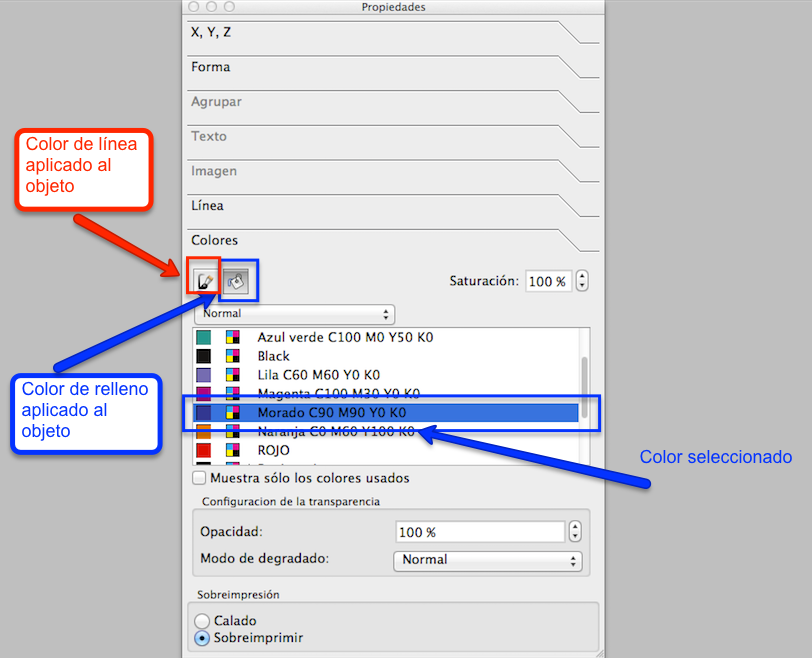 Propiedades
X, Y, Z
Forma
Agrupar
Texto
Imagen
Línea
Colores
Color de línea
aplicado al
objeto
Saturación: 100 %
Normal
Azul verde C100 M0 Y50 K0
Black
Lila C60 M60 Y0 K0
Magenta C100 M30 Y0 K0
Morado C90 M90 Y0 K0
Naranja C0 M60 Y100 K0
ROJO
Color de relleno
aplicado al
objeto
Color seleccionado
Muestra sólo los colores usados
Configuracion de la transparencia
Opacidad: 100 %
Modo de degradado: Normal
Sobreimpresión
Calado
Sobreimprimir